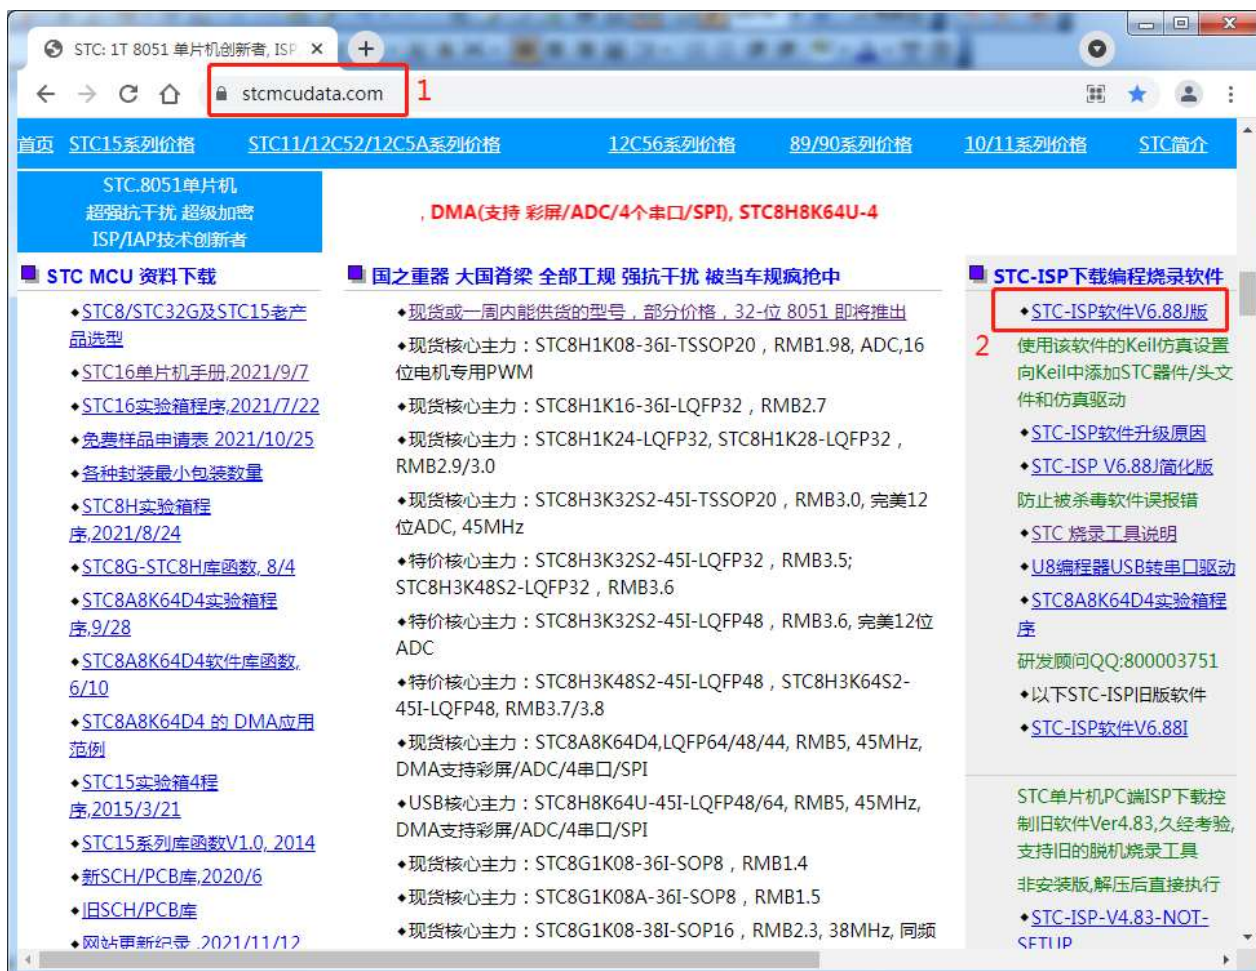 STC: 1T 8051 单片机创新者, ISP
stcmcudata.com
1
首页 STC15系列价格 STC11/12C52/12C5A系列价格 12C56系列价格 89/90系列价格 10/11系列价格 STC简介
STC.8051单片机
超强抗干扰 超级加密
ISP/IAP技术创新者
, DMA(支持 彩屏/ADC/4个串口/SPI), STC8H8K64U-4
STC MCU 资料下载
◆STC8/STC32G及STC15老产
品选型
◆STC16单片机手册,2021/9/7
◆STC16实验箱程序,2021/7/22
◆免费样品申请表 2021/10/25
◆各种封装最小包装数量
◆STC8H实验箱程
序,2021/8/24
◆STC8G-STC8H库函数, 8/4
◆STC8A8K64D4实验箱程
序,9/28
◆STC8A8K64D4软件库函数,
6/10
◆STC8A8K64D4 的 DMA应用
范例
◆STC15实验箱4程
序,2015/3/21
◆STC15系列库函数V1.0, 2014
◆新SCH/PCB库,2020/6
◆旧SCH/PCB库
◆网站更新纪录 ,2021/11/12
国之重器 大国脊梁 全部工规 强抗干扰 被当车规疯抢中
◆现货或一周内能供货的型号，部分价格，32-位 8051 即将推出
◆现货核心主力：STC8H1K08-36I-TSSOP20，RMB1.98, ADC,16
位电机专用PWM
◆现货核心主力：STC8H1K16-36I-LQFP32，RMB2.7
◆现货核心主力：STC8H1K24-LQFP32, STC8H1K28-LQFP32，
RMB2.9/3.0
◆现货核心主力：STC8H3K32S2-45I-TSSOP20，RMB3.0, 完美12
位ADC, 45MHz
◆特价核心主力：STC8H3K32S2-45I-LQFP32，RMB3.5;
STC8H3K48S2-LQFP32，RMB3.6
◆特价核心主力：STC8H3K32S2-45I-LQFP48，RMB3.6, 完美12位
ADC
◆特价核心主力：STC8H3K48S2-45I-LQFP48，STC8H3K64S2-
45I-LQFP48, RMB3.7/3.8
◆现货核心主力：STC8A8K64D4,LQFP64/48/44, RMB5, 45MHz,
DMA支持彩屏/ADC/4串口/SPI
◆USB核心主力：STC8H8K64U-45I-LQFP48/64, RMB5, 45MHz,
DMA支持彩屏/ADC/4串口/SPI
◆现货核心主力：STC8G1K08-36I-SOP8，RMB1.4
◆现货核心主力：STC8G1K08A-36I-SOP8，RMB1.5
◆现货核心主力：STC8G1K08-38I-SOP16，RMB2.3, 38MHz, 同频
STC-ISP下载编程烧录软件
◆STC-ISP软件V6.88J版
2
使用该软件的Keil仿真设置
向Keil中添加STC器件/头文
件和仿真驱动
◆STC-ISP软件升级原因
◆STC-ISP V6.88J简化版
防止被杀毒软件误报错
◆STC 烧录工具说明
◆U8编程器USB转串口驱动
◆STC8A8K64D4实验箱程
序
研发顾问QQ:800003751
◆以下STC-ISP旧版软件
◆STC-ISP软件V6.88I
STC单片机PC端ISP下载控
制旧软件Ver4.83,久经考验,
支持旧的脱机烧录工具
非安装版,解压后直接执行
◆STC-ISP-V4.83-NOT-
SETUP